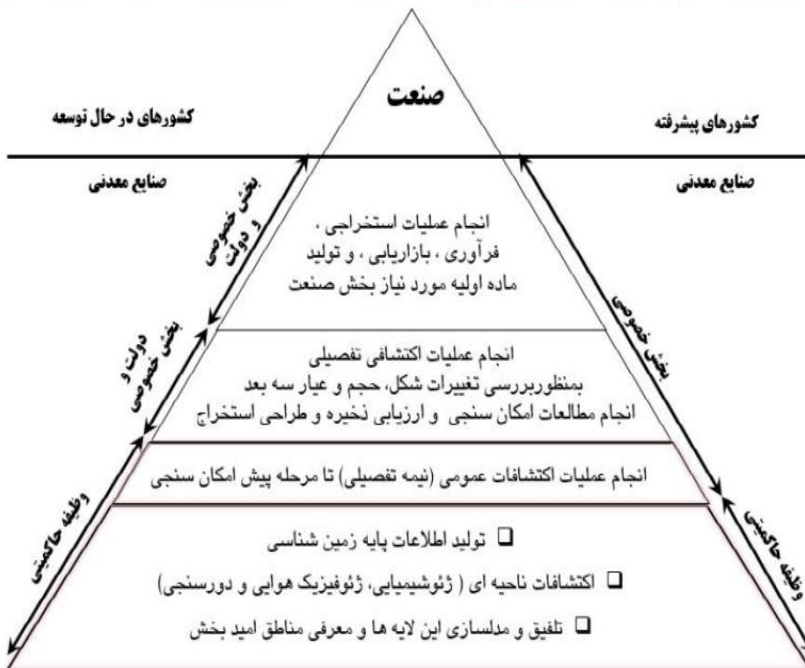 صنعت
کشورهای پیشرفته
کشورهای در حال توسعه
صنایع معدنی
صنایع معدنی
انجام عملیات استخراجی ،
فرآوری ، بازاریابی ، و تولید
ماده اولیه مورد نیاز بخش صنعت
بخش خصوصی
و دولت
بخش خصوصی
انجام عملیات اکتشافی تفصیلی
بمنظوربررسی تغییرات شکل، حجم و عیار سه بعد
انجام مطالعات امکان سنجی و ارزیابی ذخیره و طراحی استخراج
دولت و
بخش خصوصی
انجام عملیات اکتشافات عمومی (نیمه تفصیلی) تا مرحله پیش امکان سنجی
وظیفه حاکمیتی
وظیفه حاکمیتی
❑ تولید اطلاعات پایه زمین شناسی
❑ اکتشافات ناحیه ای ( ژئوشیمیایی، ژئوفیزیک هوایی و دورسنجی)
❑ تلفیق و مدلسازی این لایه ها و معرفی مناطق امید بخش